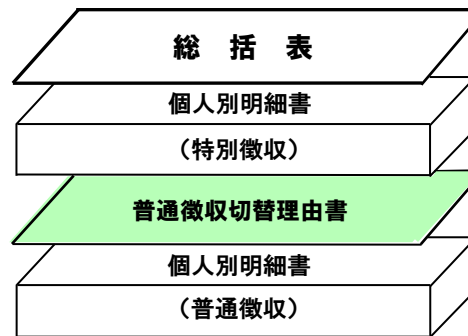 総 括 表
個人別明細書
（特別徴収）
普通徴収切替理由書
個人別明細書
（普通徴収）